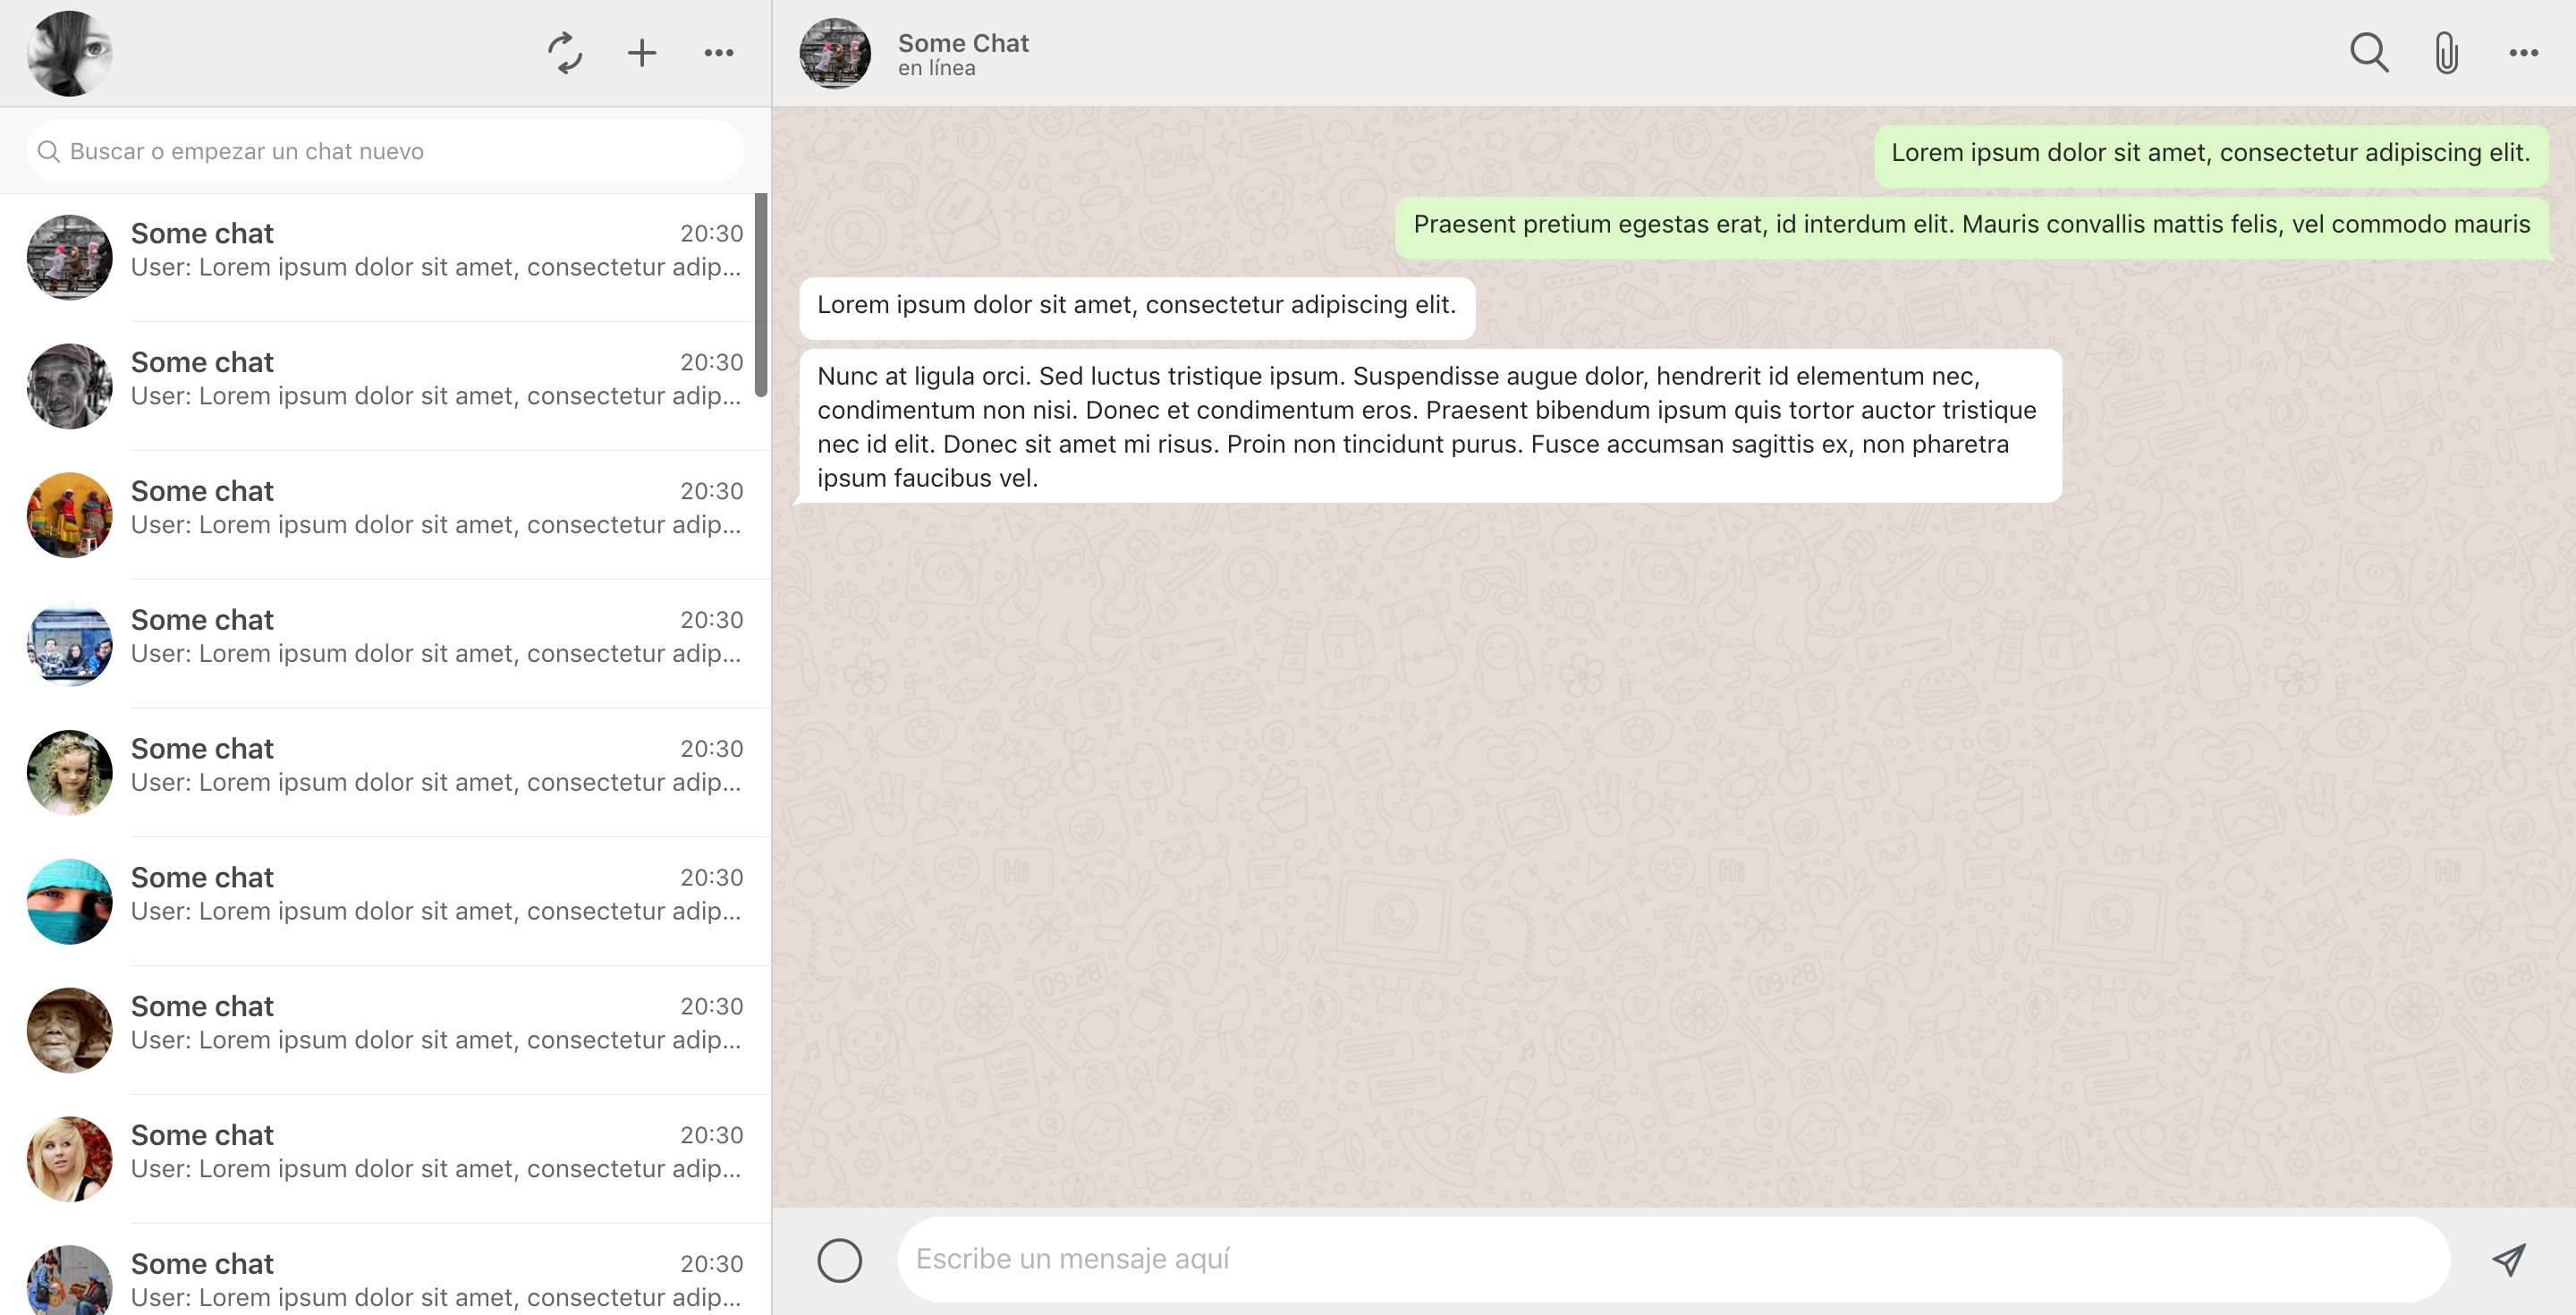 Buscar o empezar un chat nuevo
Some chat 20:30
User: Lorem ipsum dolor sit amet, consectetur adip...
Some chat 20:30
User: Lorem ipsum dolor sit amet, consectetur adip...
Some chat 20:30
User: Lorem ipsum dolor sit amet, consectetur adip...
Some chat 20:30
User: Lorem ipsum dolor sit amet, consectetur adip...
Some chat 20:30
User: Lorem ipsum dolor sit amet, consectetur adip...
Some chat 20:30
User: Lorem ipsum dolor sit amet, consectetur adip...
Some chat 20:30
User: Lorem ipsum dolor sit amet, consectetur adip...
Some chat 20:30
User: Lorem ipsum dolor sit amet, consectetur adip...
Some chat 20:30
User: Lorem ipsum dolor sit amet, consectetur adip...
Some Chat
en línea
Lorem ipsum dolor sit amet, consectetur adipiscing elit.
Praesent pretium egestas erat, id interdum elit. Mauris convallis mattis felis, vel commodo mauris
Lorem ipsum dolor sit amet, consectetur adipiscing elit.
Nunc at ligula orci. Sed luctus tristique ipsum. Suspendisse augue dolor, hendrerit id elementum nec,
condimentum non nisi. Donec et condimentum eros. Praesent bibendum ipsum quis tortor auctor tristique
nec id elit. Donec sit amet mi risus. Proin non tincidunt purus. Fusce accumsan sagittis ex, non pharetra
ipsum faucibus vel.
24
Hi
Hi
Hi
09:28
09:28
09:28
Escribe un mensaje aquí